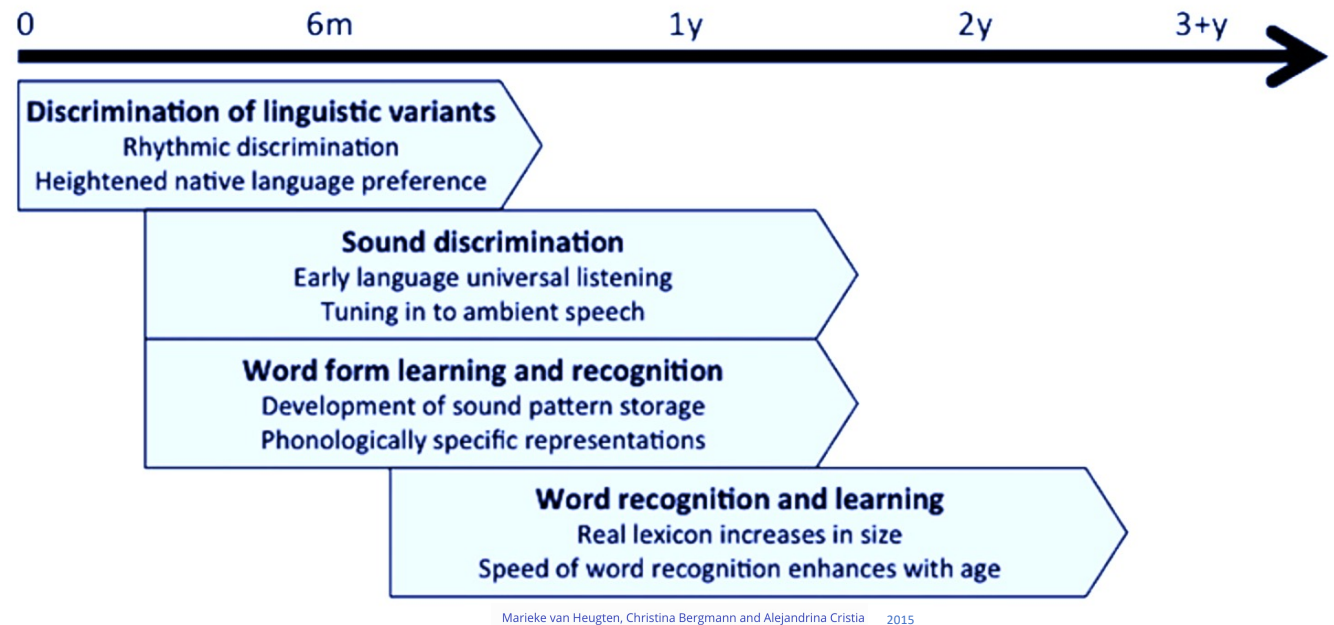 0 6m 1y 2y 3+y
Discrimination of linguistic variants
Rhythmic discrimination
Heightened native language preference
Sound discrimination
Early language universal listening
Tuning in to ambient speech
Word form learning and recognition
Development of sound pattern storage
Phonologically specific representations
Word recognition and learning
Real lexicon increases in size
Speed of word recognition enhances with age
Marieke van Heugten, Christina Bergmann and Alejandrina Cristia 2015